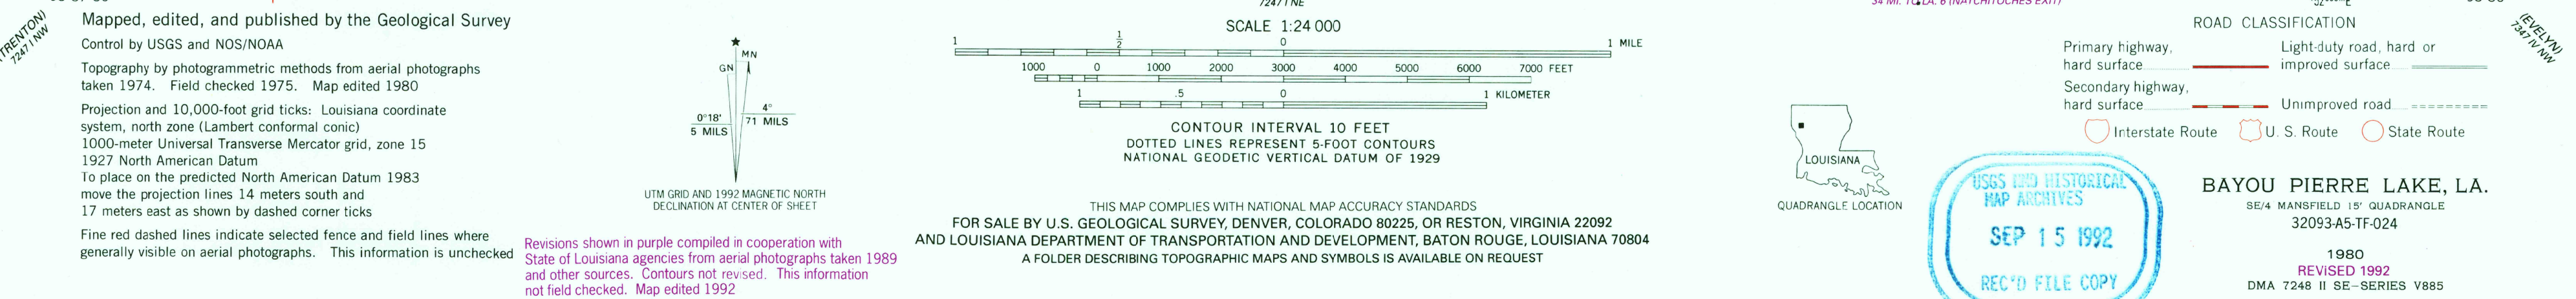 (TRENTON)
7247 I NW
Mapped, edited, and published by the Geological Survey
Control by USGS and NOS/NOAA
Topography by photogrammetric methods from aerial photographs
taken 1974. Field checked 1975. Map edited 1980
Projection and 10,000-foot grid ticks: Louisiana coordinate
system, north zone (Lambert conformal conic)
1000-meter Universal Transverse Mercator grid, zone 15
1927 North American Datum
To place on the predicted North American Datum 1983
move the projection lines 14 meters south and
17 meters east as shown by dashed corner ticks
Fine red dashed lines indicate selected fence and field lines where
generally visible on aerial photographs. This information is unchecked
Revisions shown in purple compiled in cooperation with
State of Louisiana agencies from aerial photographs taken 1989
and other sources. Contours not revised. This information
not field checked. Map edited 1992
MN
GN
0°18'
5 MILS
4°
71 MILS
UTM GRID AND 1992 MAGNETIC NORTH
DECLINATION AT CENTER OF SHEET
7247 I NE
SCALE 1:24 000
1 1/2 0 1 MILE
1000 0 1000 2000 3000 4000 5000 6000 7000 FEET
1 .5 0 1 KILOMETER
CONTOUR INTERVAL 10 FEET
DOTTED LINES REPRESENT 5-FOOT CONTOURS
NATIONAL GEODETIC VERTICAL DATUM OF 1929
THIS MAP COMPLIES WITH NATIONAL MAP ACCURACY STANDARDS
FOR SALE BY U.S. GEOLOGICAL SURVEY, DENVER, COLORADO 80225, OR RESTON, VIRGINIA 22092
AND LOUISIANA DEPARTMENT OF TRANSPORTATION AND DEVELOPMENT, BATON ROUGE, LOUISIANA 70804
A FOLDER DESCRIBING TOPOGRAPHIC MAPS AND SYMBOLS IS AVAILABLE ON REQUEST
34 MI. TO LA. 6 (NATCHITOCHES EXIT)
LOUISIANA
QUADRANGLE LOCATION
USGS AND HISTORICAL
MAP ARCHIVES
SEP 15 1992
REC'D FILE COPY
ROAD CLASSIFICATION
Primary highway,
hard surface
Light-duty road, hard or
improved surface
Secondary highway,
hard surface
Unimproved road
Interstate Route U. S. Route State Route
(EVELYN)
7347 IV NW
BAYOU PIERRE LAKE, LA.
SE/4 MANSFIELD 15' QUADRANGLE
32093-A5-TF-024
1980
REVISED 1992
DMA 7248 II SE-SERIES V885